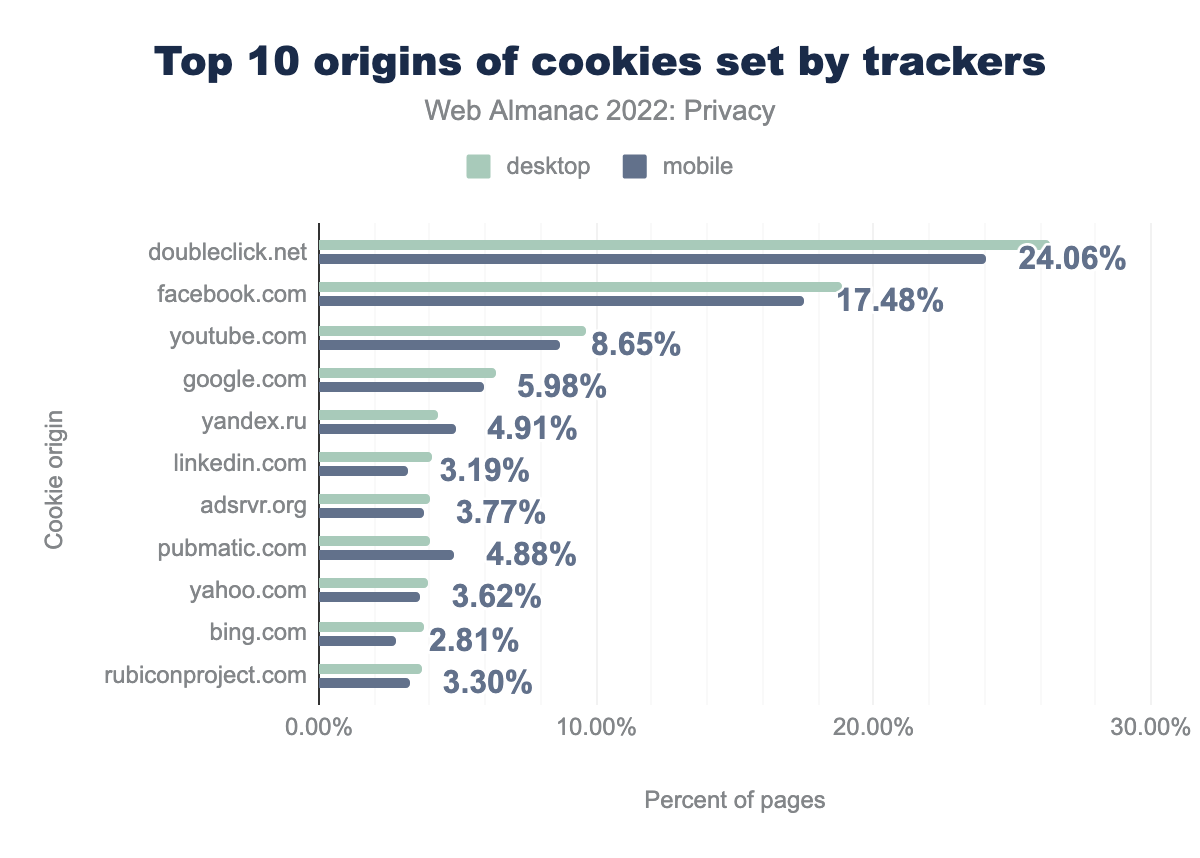 Top 10 origins of cookies set by trackers
Web Almanac 2022: Privacy
desktop mobile
Cookie origin
doubleclick.net 24.06%
facebook.com 17.48%
youtube.com 8.65%
google.com 5.98%
yandex.ru 4.91%
linkedin.com 3.19%
adsrvr.org 3.77%
pubmatic.com 4.88%
yahoo.com 3.62%
bing.com 2.81%
rubiconproject.com 3.30%
0.00% 10.00% 20.00% 30.00%
Percent of pages